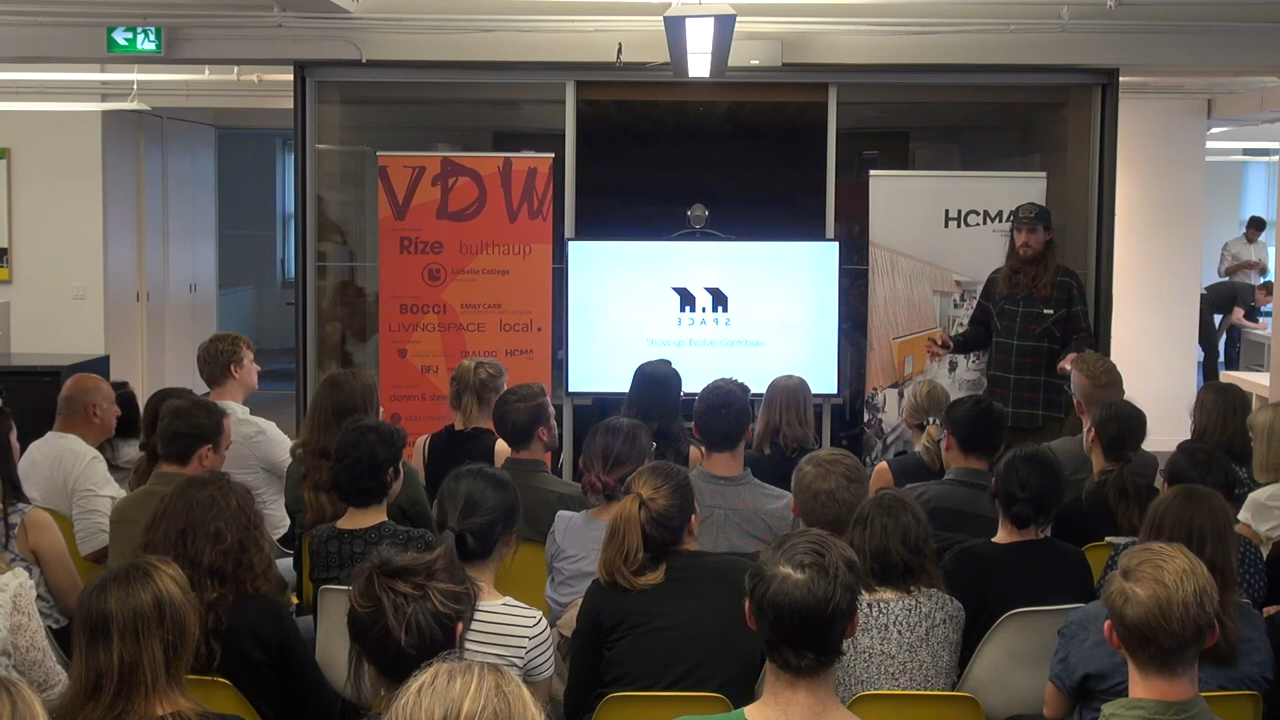 VDW
Rize bulthaup
LaSalle College
BOCCI EMILY CARR
LIVINGSPACE local.
DIALOG HCMA
BFJ
denim & stee
SPACE
Show up. Evolve. Contribute.
HCMA